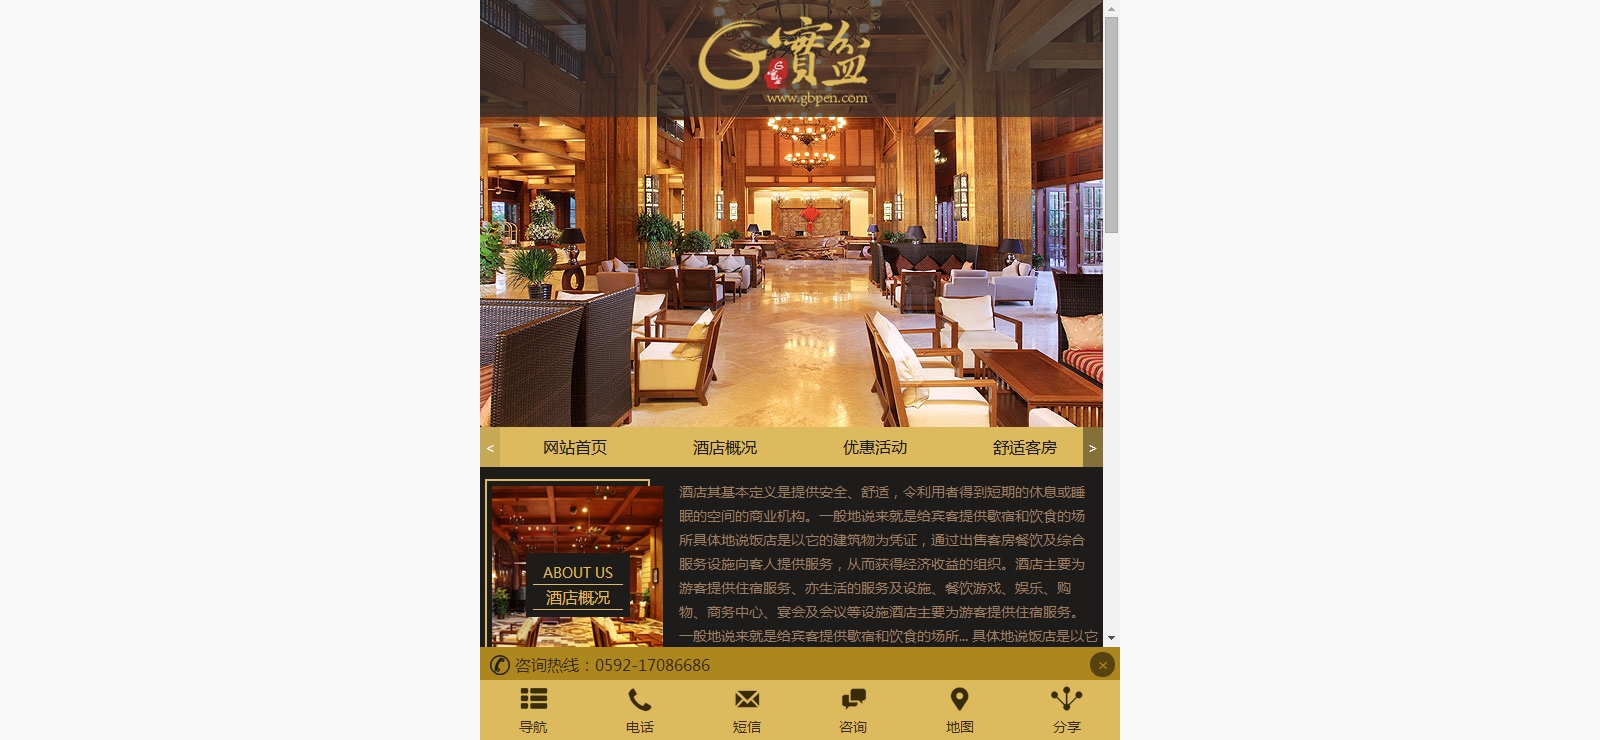 G寶盆
www.gbpen.com
< 网站首页 酒店概况 优惠活动 舒适客房 >
ABOUT US
酒店概况
酒店其基本定义是提供安全、舒适，令利用者得到短期的休息或睡
眠的空间的商业机构。一般地说来就是给宾客提供歇宿和饮食的场
所具体地说饭店是以它的建筑物为凭证，通过出售客房餐饮及综合
服务设施向客人提供服务，从而获得经济收益的组织。酒店主要为
游客提供住宿服务、亦生活的服务及设施、餐饮游戏、娱乐、购
物、商务中心、宴会及会议等设施酒店主要为游客提供住宿服务。
一般地说来就是给宾客提供歇宿和饮食的场所... 具体地说饭店是以它
咨询热线：0592-17086686 ×
导航 电话 短信 咨询 地图 分享